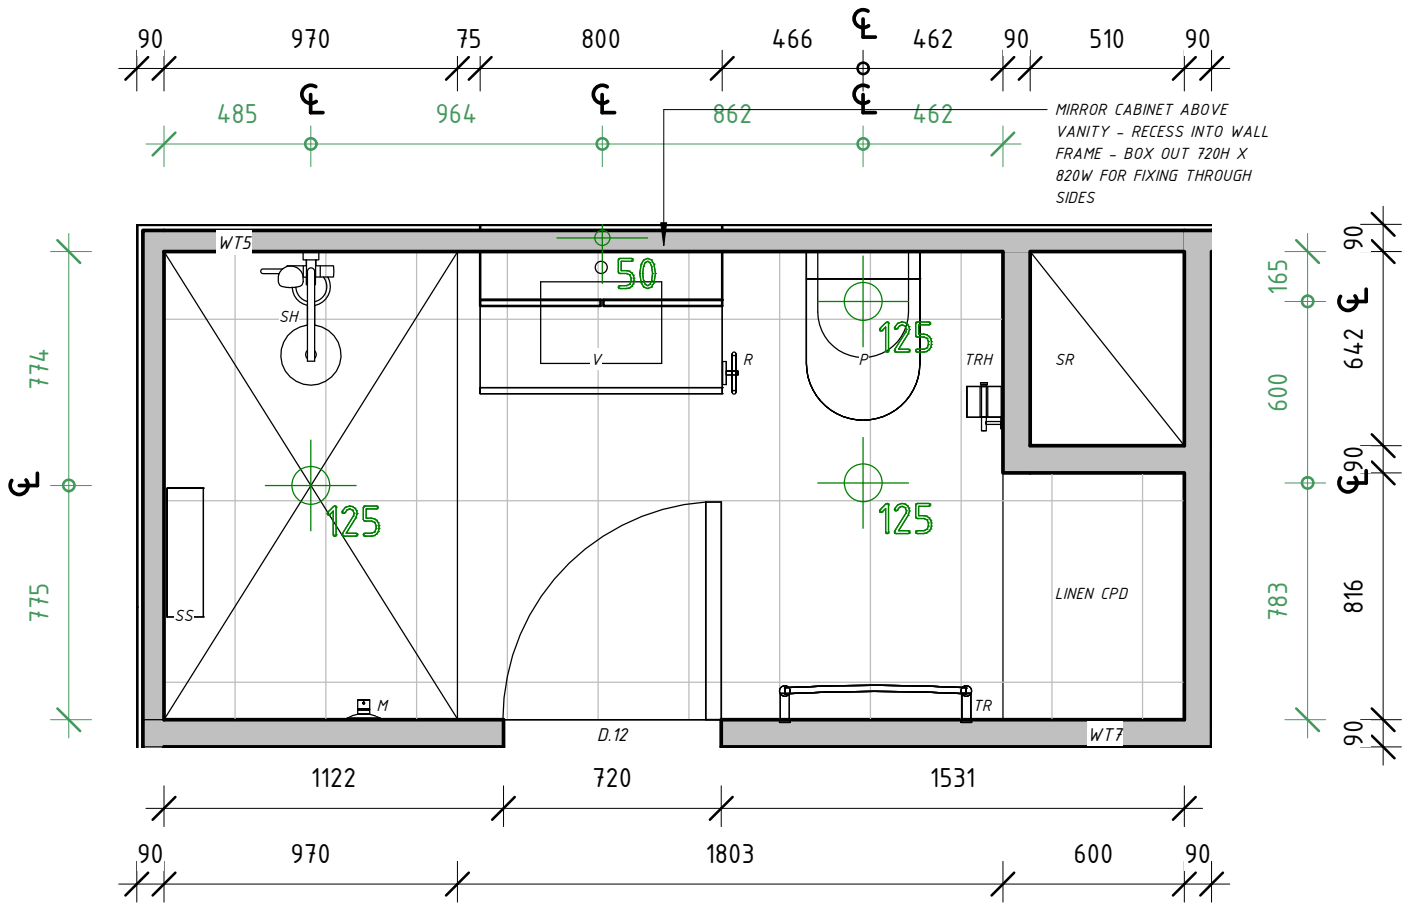 ℄
90 970 75 800 466 462 90 510 90
℄ ℄ ℄
485 964 862 462
MIRROR CABINET ABOVE
VANITY - RECESS INTO WALL
FRAME - BOX OUT 720H X
820W FOR FIXING THROUGH
SIDES
WT5
90
165
50
℄
SH
125
642
774
V
R
P
TRH
SR
600
90
℄
℄
125
125
775
SS
LINEN CPD
783
816
M
TR
D.12
WT7
90
1122 720 1531
90 970 1803 600 90